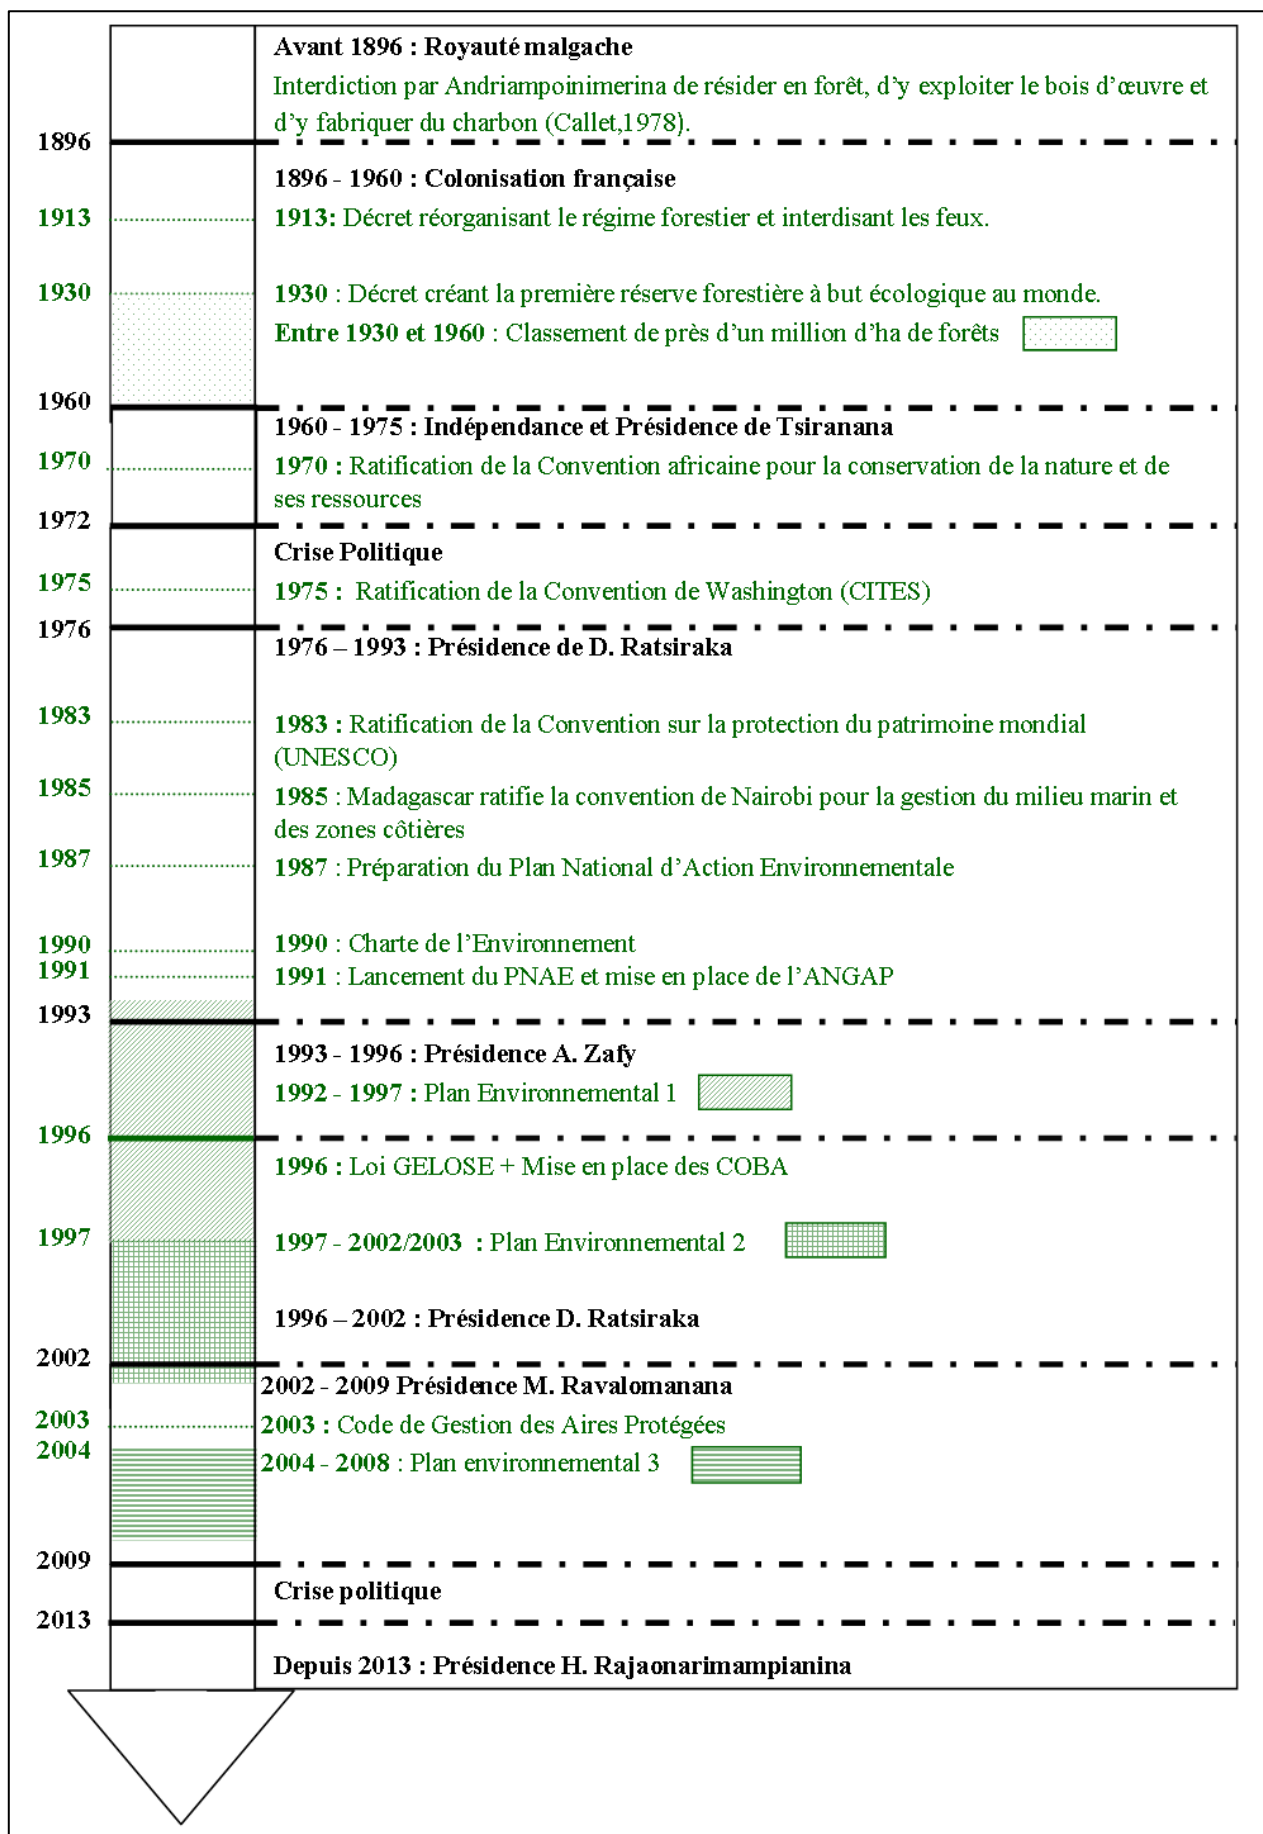 Avant 1896 : Royauté malgache
Interdiction par Andriampoinimerina de résider en forêt, d’y exploiter le bois d’œuvre et
d’y fabriquer du charbon (Callet,1978).
1896
1896 - 1960 : Colonisation française
1913
1913: Décret réorganisant le régime forestier et interdisant les feux.
1930
1930 : Décret créant la première réserve forestière à but écologique au monde.
Entre 1930 et 1960 : Classement de près d’un million d’ha de forêts
1960
1960 - 1975 : Indépendance et Présidence de Tsiranana
1970
1970 : Ratification de la Convention africaine pour la conservation de la nature et de
ses ressources
1972
Crise Politique
1975
1975 : Ratification de la Convention de Washington (CITES)
1976
1976 – 1993 : Présidence de D. Ratsiraka
1983
1983 : Ratification de la Convention sur la protection du patrimoine mondial
(UNESCO)
1985
1985 : Madagascar ratifie la convention de Nairobi pour la gestion du milieu marin et
des zones côtières
1987
1987 : Préparation du Plan National d’Action Environnementale
1990
1990 : Charte de l’Environnement
1991
1991 : Lancement du PNAE et mise en place de l’ANGAP
1993
1993 - 1996 : Présidence A. Zafy
1992 - 1997 : Plan Environnemental 1
1996
1996 : Loi GELOSE + Mise en place des COBA
1997
1997 - 2002/2003 : Plan Environnemental 2
1996 – 2002 : Présidence D. Ratsiraka
2002
2002 - 2009 Présidence M. Ravalomanana
2003
2003 : Code de Gestion des Aires Protégées
2004
2004 - 2008 : Plan environnemental 3
2009
Crise politique
2013
Depuis 2013 : Présidence H. Rajaonarimampianina